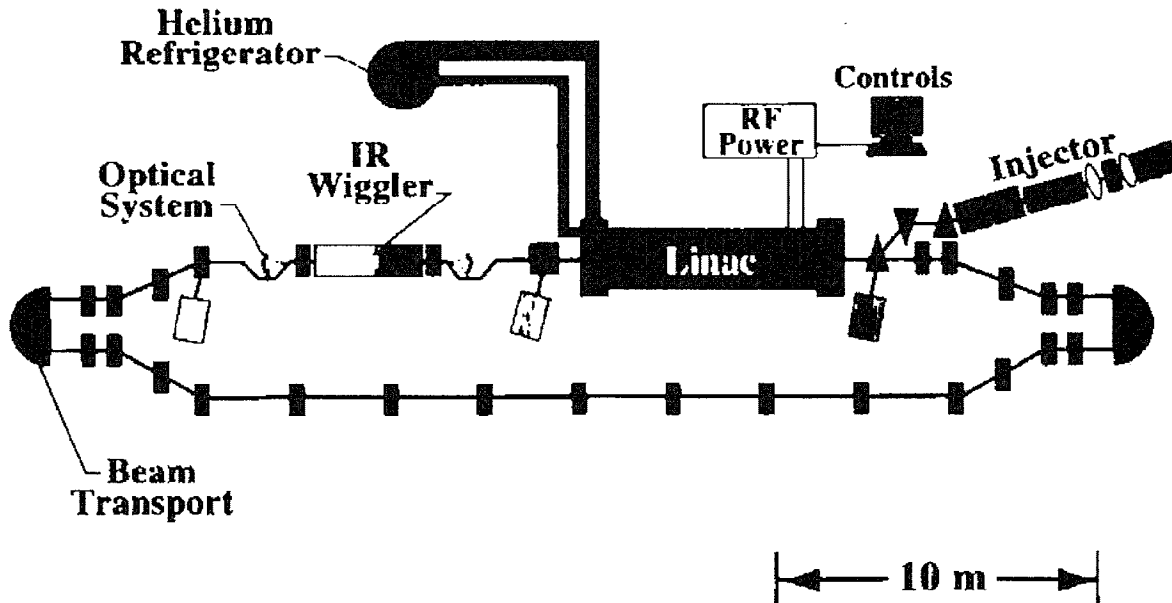 Helium
Refrigerator
Controls
RF
Power
Injector
IR
Wiggler
Optical
System
Linac
Beam
Transport
10 m